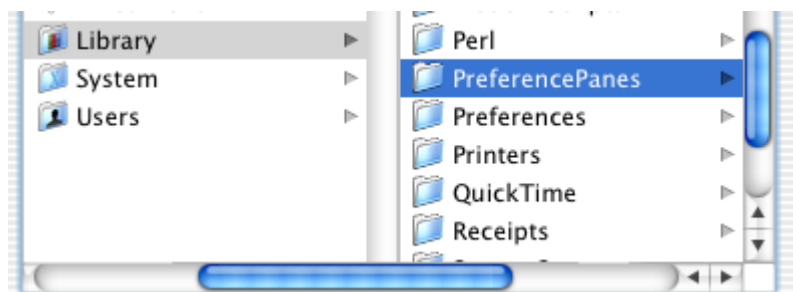 Library
System
Users
Perl
PreferencePanes
Preferences
Printers
QuickTime
Receipts